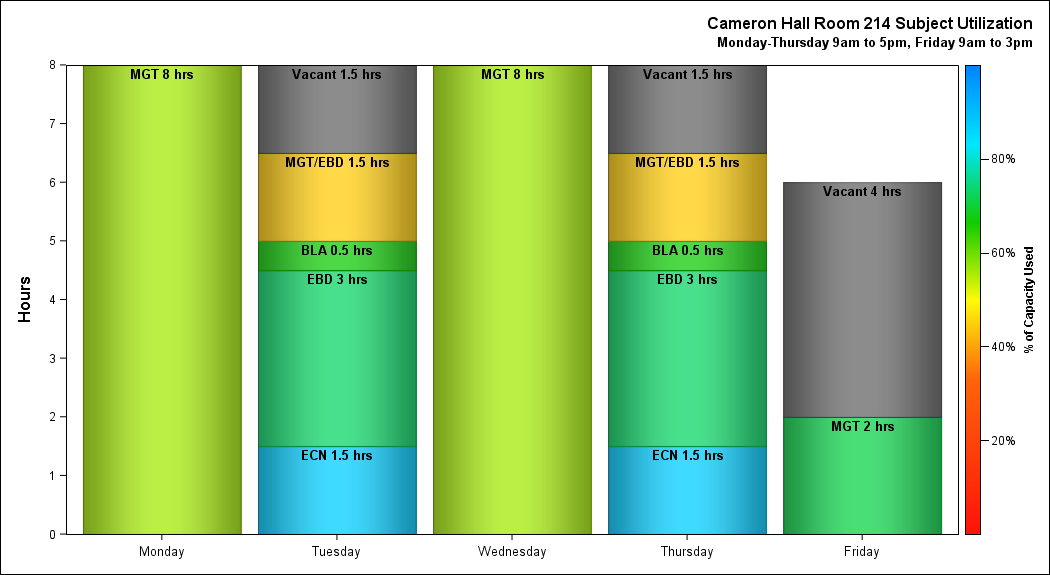 Cameron Hall Room 214 Subject Utilization
Monday-Thursday 9am to 5pm, Friday 9am to 3pm
Hours
8
7
6
5
4
3
2
1
0
MGT 8 hrs
Vacant 1.5 hrs
MGT/EBD 1.5 hrs
BLA 0.5 hrs
EBD 3 hrs
ECN 1.5 hrs
MGT 8 hrs
Vacant 1.5 hrs
MGT/EBD 1.5 hrs
BLA 0.5 hrs
EBD 3 hrs
ECN 1.5 hrs
Vacant 4 hrs
MGT 2 hrs
Monday
Tuesday
Wednesday
Thursday
Friday
80%
60%
40%
20%
% of Capacity Used